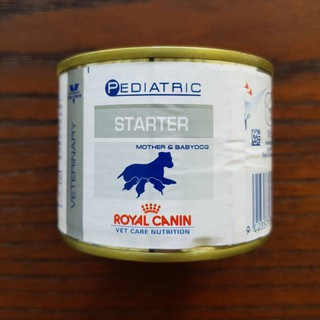 PEDIATRIC
STARTER
MOTHER & BABYDOG
ROYAL CANIN
VET CARE NUTRITION
VETERINARY